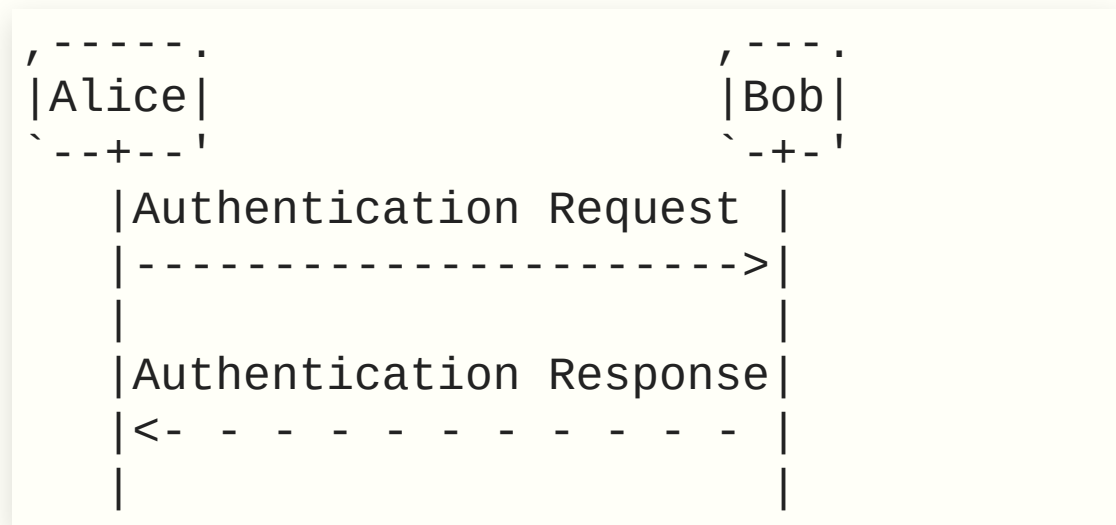 ,-----.                  ,---.
|Alice|                  |Bob|
`--+--'                  `-+-'
   |Authentication Request |
   |---------------------->|
   |                       |
   |Authentication Response|
   |<- - - - - - - - - - - |
   |                       |